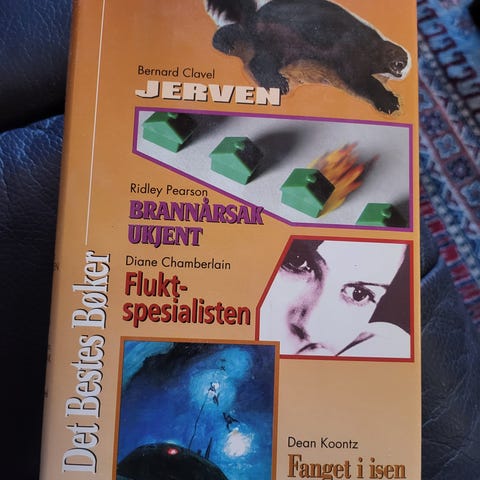 Bernard Clavel
JERVEN
Ridley Pearson
BRANNÅRSAK
UKJENT
Diane Chamberlain
Flukt-
spesialisten
Dean Koontz
Fanget i isen
Det Bestes Bøker